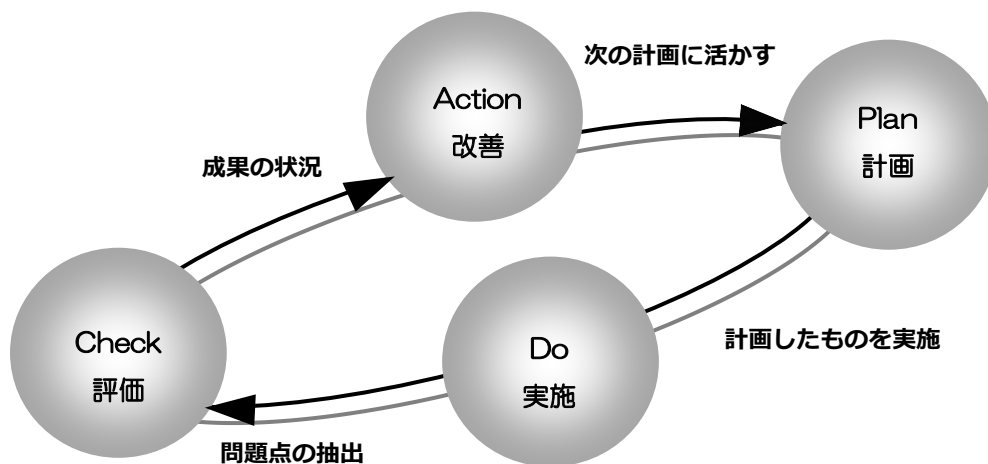 次の計画に活かす
Action
改善
Plan
計画
成果の状況
Check
評価
Do
実施
計画したものを実施
問題点の抽出